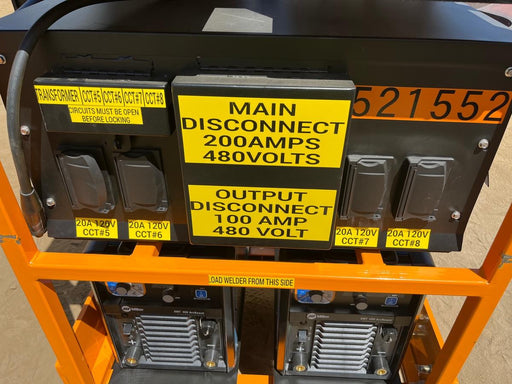 TRANSFORMER CCT#5 CCT#6 CCT#7 CCT#8
CIRCUITS MUST BE OPEN
BEFORE LOCKING
MAIN
DISCONNECT
200AMPS
480VOLTS
521552
OUTPUT
DISCONNECT
100 AMP
480 VOLT
20A 120V
CCT#5
20A 120V
CCT#6
20A 120V
CCT#7
20A 120V
CCT#8
LOAD WELDER FROM THIS SIDE
Miller
Miller